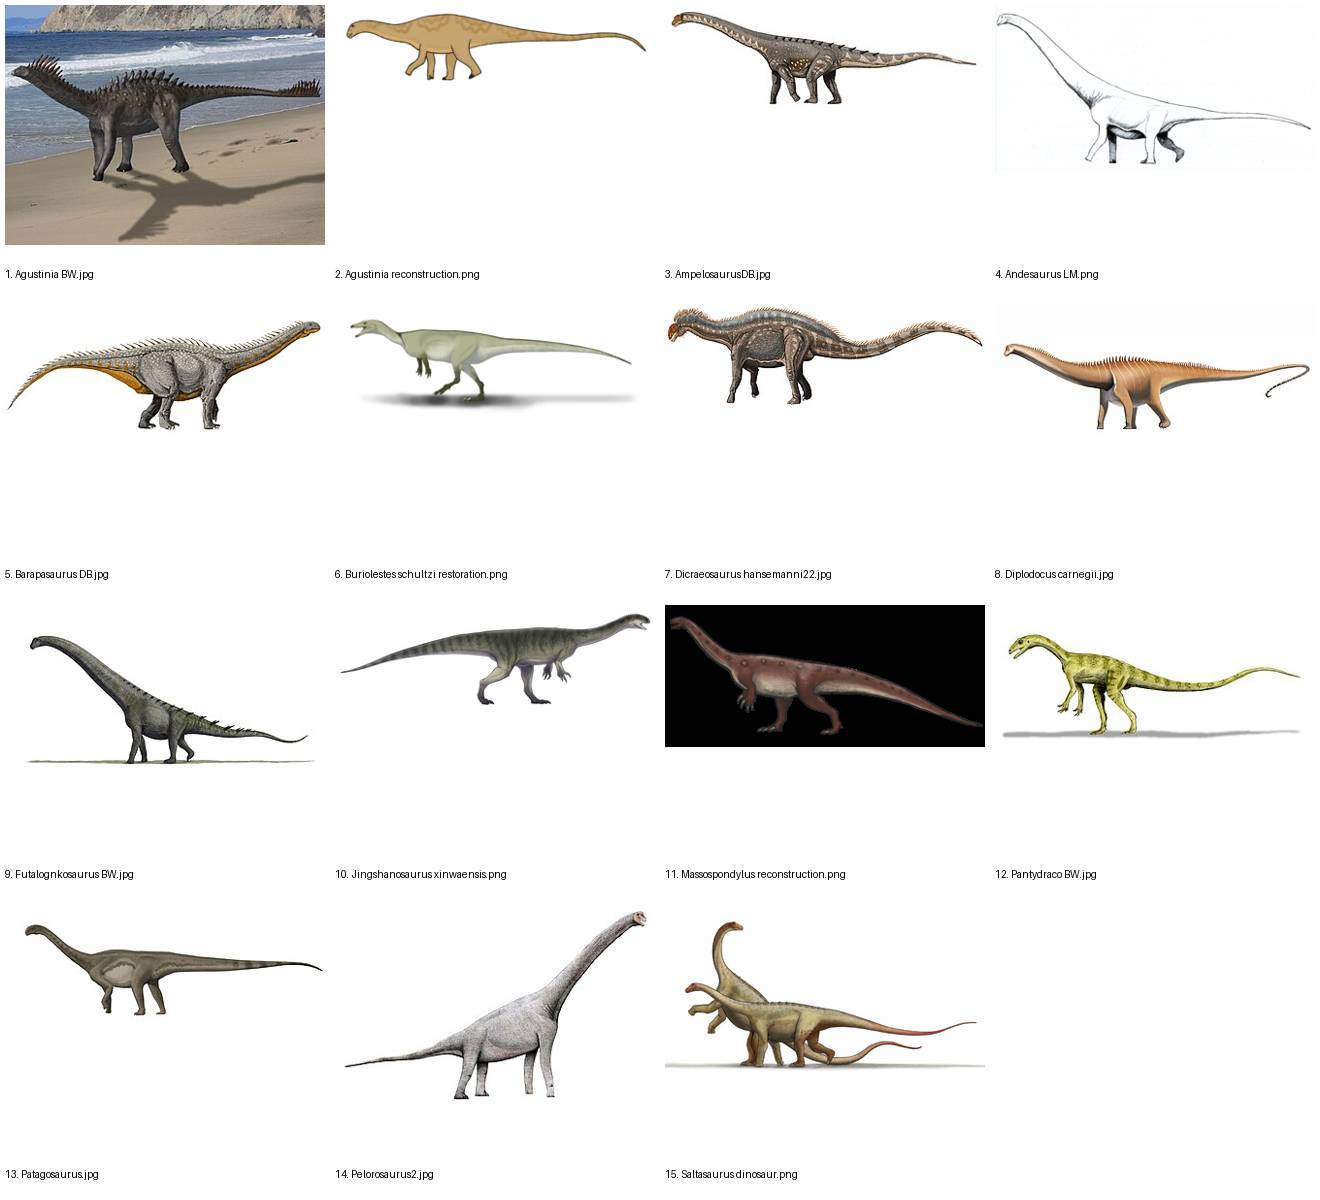 1. Agustinia BW.jpg
2. Agustinia reconstruction.png
3. AmpelosaurusDB.jpg
4. Andesaurus LM.png
5. Barapasaurus DB.jpg
6. Buriolestes schultzi restoration.png
7. Dicraeosaurus hansemanni22.jpg
8. Diplodocus carnegii.jpg
9. Futalognkosaurus BW.jpg
10. Jingshanosaurus xinwaensis.png
11. Massospondylus reconstruction.png
12. Pantydraco BW.jpg
13. Patagosaurus.jpg
14. Pelorosaurus2.jpg
15. Saltasaurus dinosaur.png